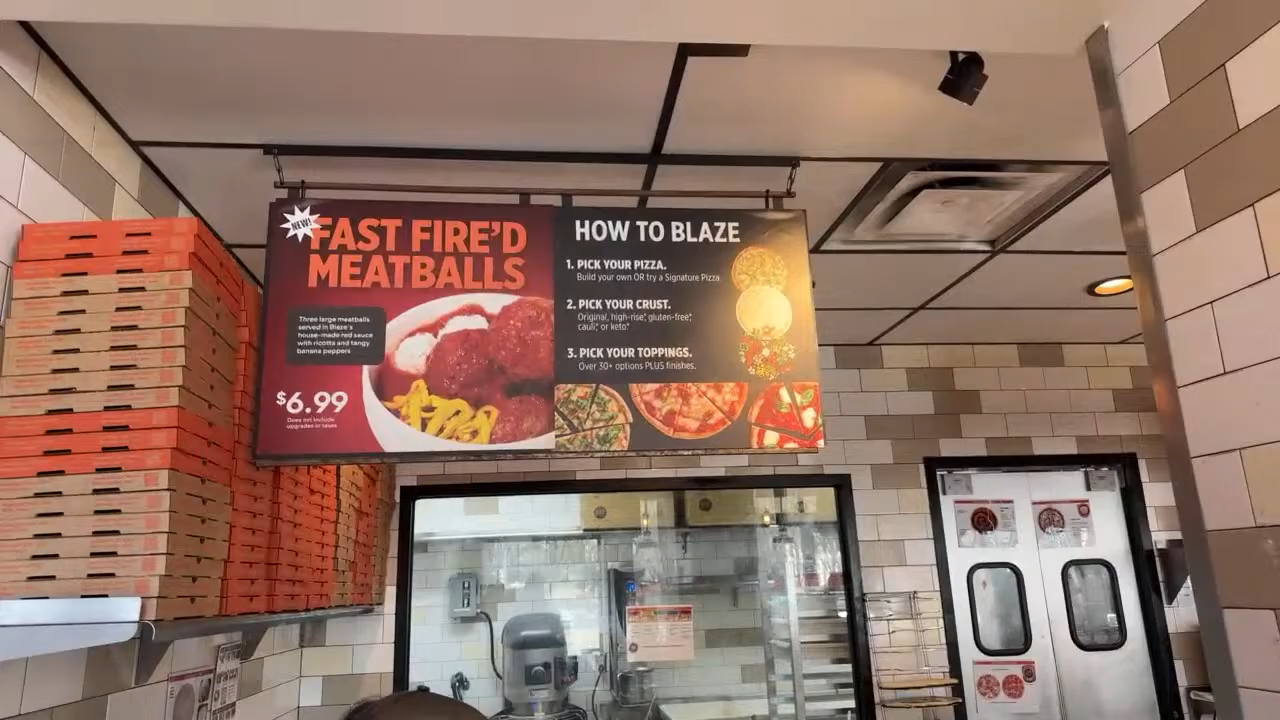 NEW!
FAST FIRE'D
MEATBALLS
Three large meatballs
served in Blaze's
house-made red sauce
with ricotta and tangy
banana peppers
$6.99
Does not include
upgrades or taxes
HOW TO BLAZE
1. PICK YOUR PIZZA.
Build your own OR try a Signature Pizza
2. PICK YOUR CRUST.
Original, high-rise*, gluten-free*,
cauli*, or keto*
3. PICK YOUR TOPPINGS.
Over 30+ options PLUS finishes.